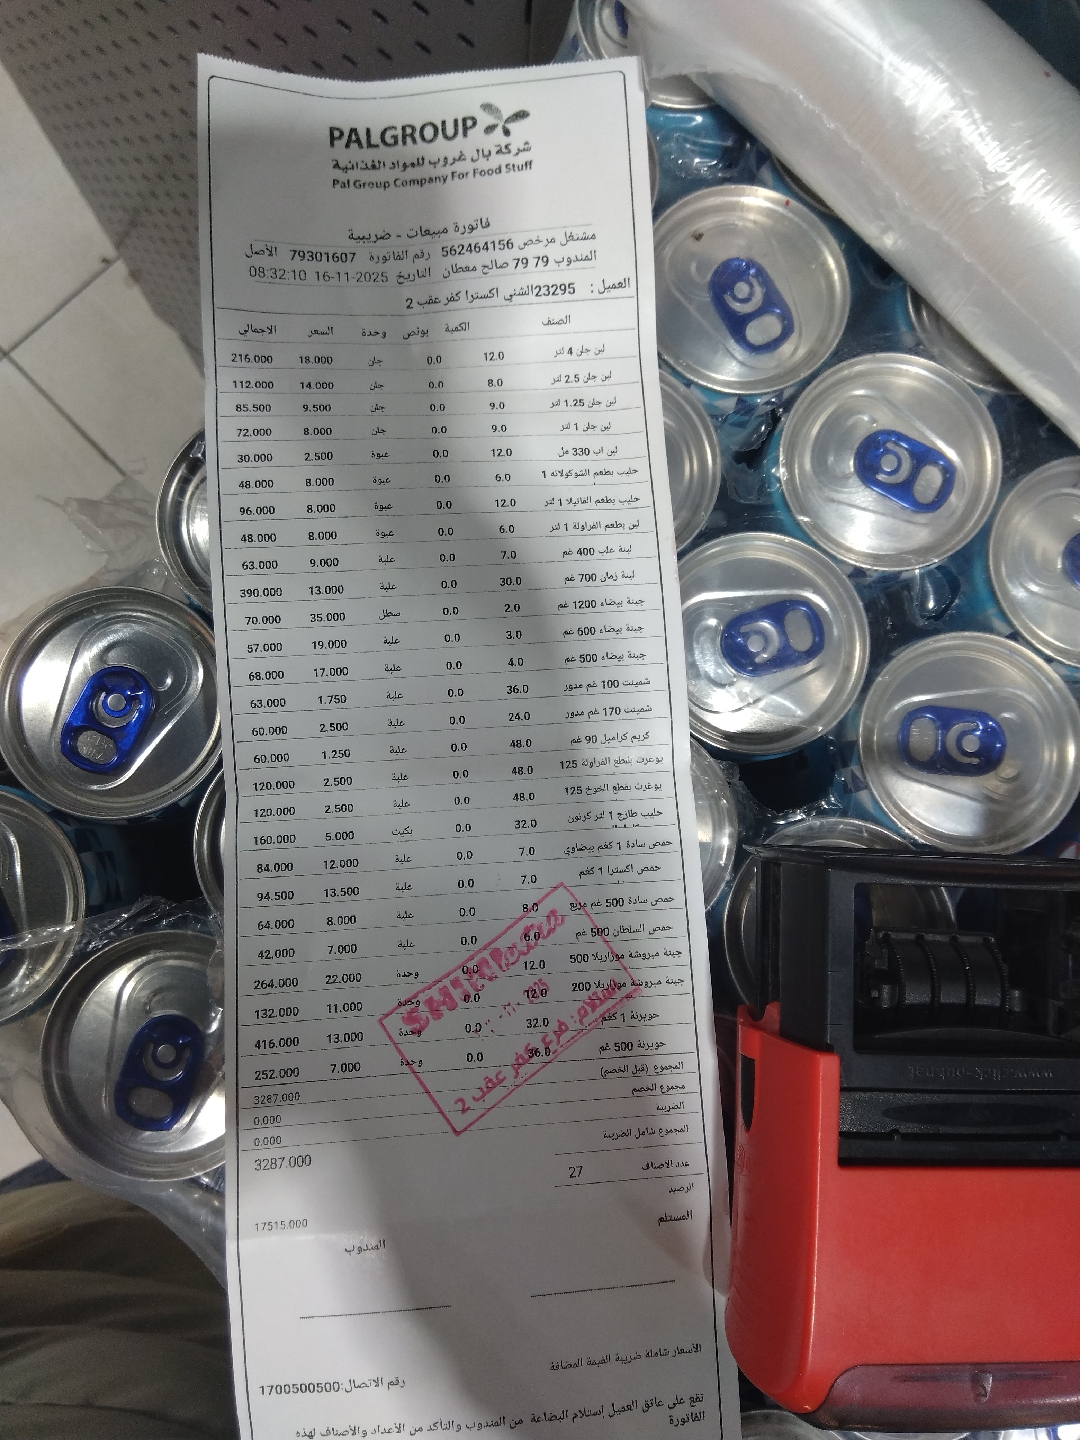 PALGROUP
شركة بال غروب للمواد الغذائية
Pal Group Company For Food Stuff
فاتورة مبيعات - ضريبية
مشتغل مرخص 562464156 رقم الفاتورة 79301607 الأصل
المندوب 79 79 صالح معطان التاريخ 16-11-2025 08:32:10
العميل : 23295الشني اكسترا كفر عقب 2
الصنف الكمية بونص وحدة السعر الاجمالي
لبن جلن 4 لتر 12.0 0.0 جلن 18.000 216.000
لبن جلن 2.5 لتر 8.0 0.0 جلن 14.000 112.000
لبن جلن 1.25 لتر 9.0 0.0 جلن 9.500 85.500
لبن جلن 1 لتر 9.0 0.0 جلن 8.000 72.000
لبن اب 330 مل 12.0 0.0 عبوة 2.500 30.000
حليب بطعم الشوكولاته 1 6.0 0.0 عبوة 8.000 48.000
حليب بطعم الفانيلا 1 لتر 12.0 0.0 عبوة 8.000 96.000
لبن بطعم الفراولة 1 لتر 6.0 0.0 عبوة 8.000 48.000
لبنة علب 400 غم 7.0 0.0 علبة 9.000 63.000
لبنة زمان 700 غم 30.0 0.0 علبة 13.000 390.000
جبنة بيضاء 1200 غم 2.0 0.0 سطل 35.000 70.000
جبنة بيضاء 600 غم 3.0 0.0 علبة 19.000 57.000
جبنة بيضاء 500 غم 4.0 0.0 علبة 17.000 68.000
شمينت 100 غم مدور 36.0 0.0 علبة 1.750 63.000
شمينت 170 غم مدور 24.0 0.0 علبة 2.500 60.000
كريم كراميل 90 غم 48.0 0.0 علبة 1.250 60.000
يوغرت بقطع الفراولة 125 48.0 0.0 علبة 2.500 120.000
يوغرت بقطع الخوخ 125 48.0 0.0 علبة 2.500 120.000
حليب طازج 1 لتر كرتون 32.0 0.0 بكيت 5.000 160.000
حمص سادة 1 كغم بيضاوي 7.0 0.0 علبة 12.000 84.000
حمص اكسترا 1 كغم 7.0 0.0 علبة 13.500 94.500
حمص سادة 500 غم مربع 8.0 0.0 علبة 8.000 64.000
حمص السلطان 500 غم 6.0 0.0 علبة 7.000 42.000
جبنة مبروشة موزاريلا 500 12.0 0.0 وحدة 22.000 264.000
جبنة مبروشة موزاريلا 200 12.0 0.0 وحدة 11.000 132.000
حويرنة 1 كغم 32.0 0.0 وحدة 13.000 416.000
حويرنة 500 غم 36.0 0.0 وحدة 7.000 252.000
المجموع (قبل الخصم) 3287.000
مجموع الخصم 0.000
الضريبة 0.000
المجموع شامل الضريبة 3287.000
عدد الاصناف 27
الرصيد 17515.000
المستلم المندوب
استلام: فرع كفر عقب 2
الأسعار شاملة ضريبة القيمة المضافة
رقم الاتصال:1700500500
تقع على عاتق العميل إستلام البضاعة من المندوب والتأكد من الأعداد والأصناف لهذه
الفاتورة